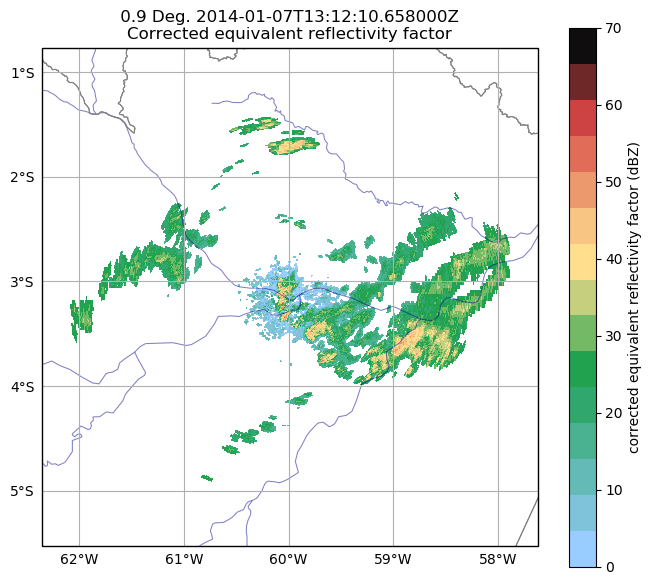 0.9 Deg. 2014-01-07T13:12:10.658000Z
Corrected equivalent reflectivity factor
1°S
2°S
3°S
4°S
5°S
62°W
61°W
60°W
59°W
58°W
70
60
50
40
30
20
10
0
corrected equivalent reflectivity factor (dBZ)